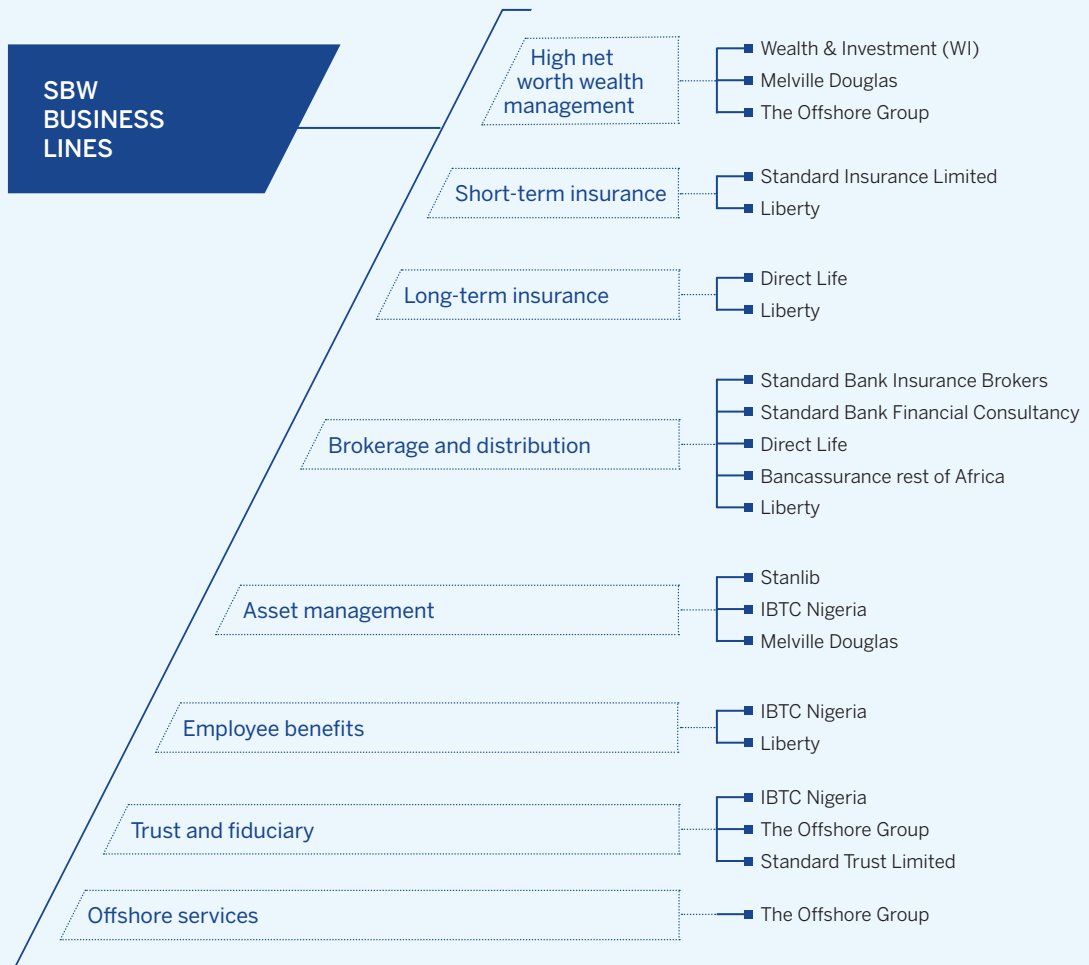 SBW
BUSINESS
LINES
High net
worth wealth
management
Wealth & Investment (WI)
Melville Douglas
The Offshore Group
Short-term insurance
Standard Insurance Limited
Liberty
Long-term insurance
Direct Life
Liberty
Brokerage and distribution
Standard Bank Insurance Brokers
Standard Bank Financial Consultancy
Direct Life
Bancassurance rest of Africa
Liberty
Asset management
Stanlib
IBTC Nigeria
Melville Douglas
Employee benefits
IBTC Nigeria
Liberty
Trust and fiduciary
IBTC Nigeria
The Offshore Group
Standard Trust Limited
Offshore services
The Offshore Group